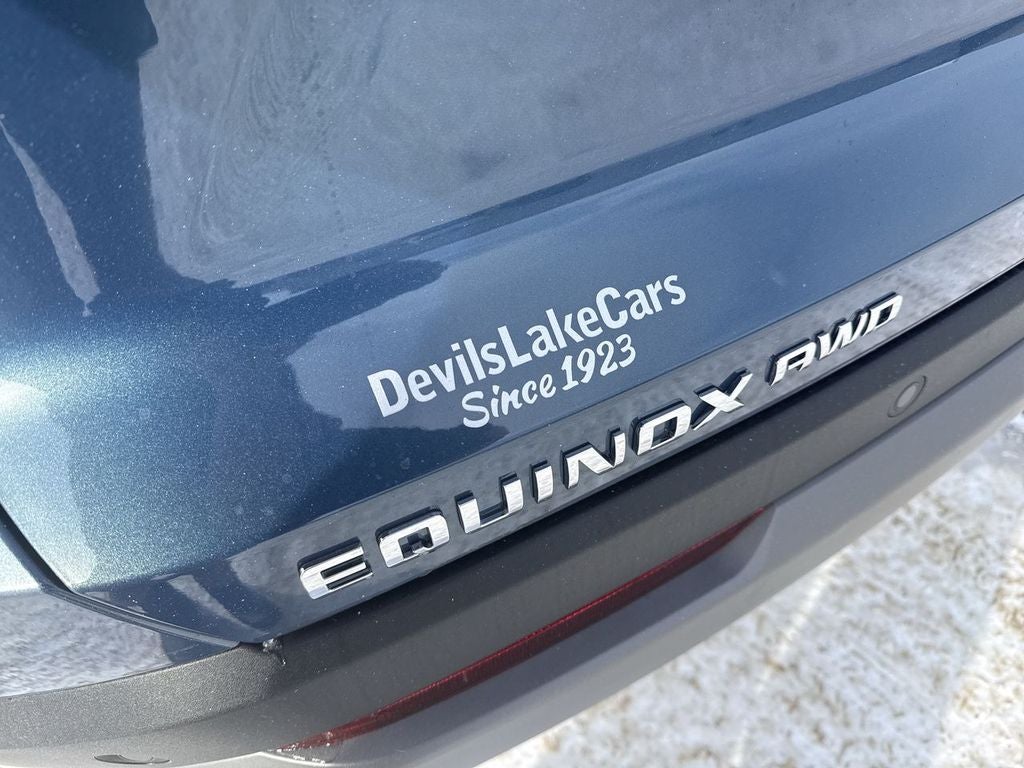 DevilsLakeCars
Since 1923
EQUINOX AWD